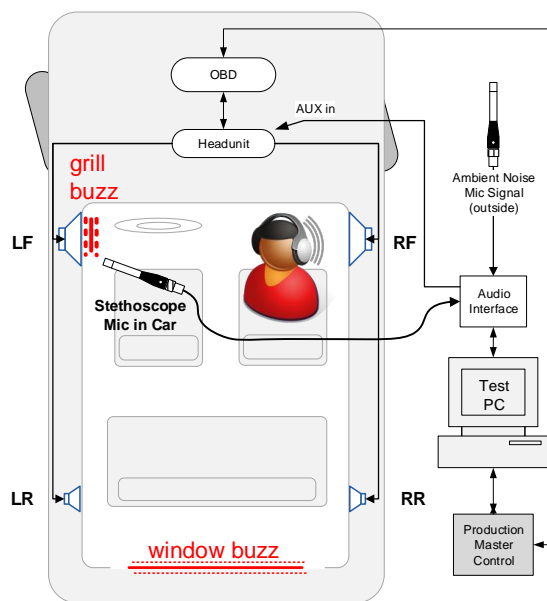 OBD
AUX in
Headunit
grill
buzz
Ambient Noise
Mic Signal
(outside)
LF
RF
Stethoscope
Mic in Car
Audio
Interface
Test
PC
LR
RR
Production
Master
Control
window buzz